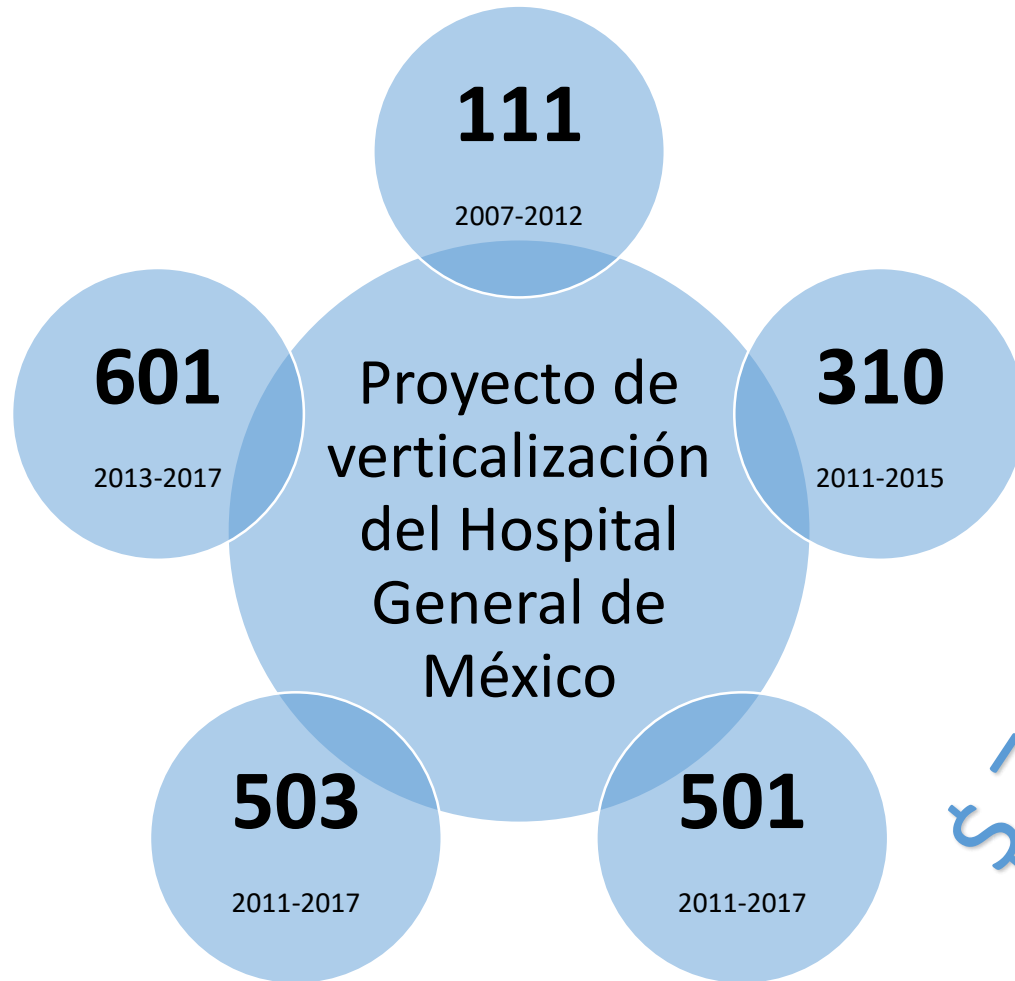 111
2007-2012
601
2013-2017
Proyecto de
verticalización
del Hospital
General de
México
310
2011-2015
503
2011-2017
501
2011-2017
$